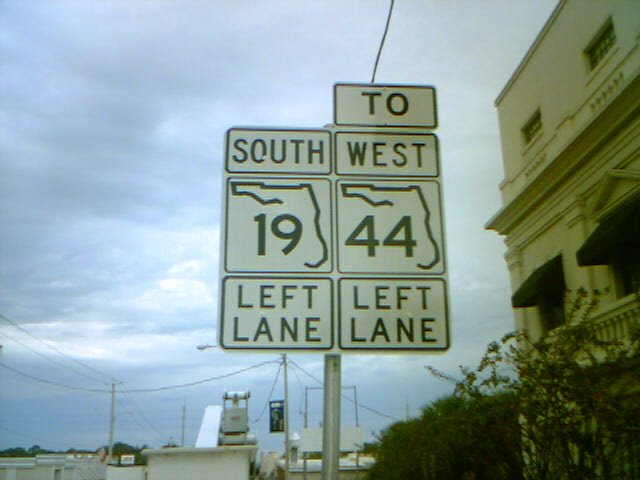 TO
SOUTH WEST
19 44
LEFT LEFT
LANE LANE